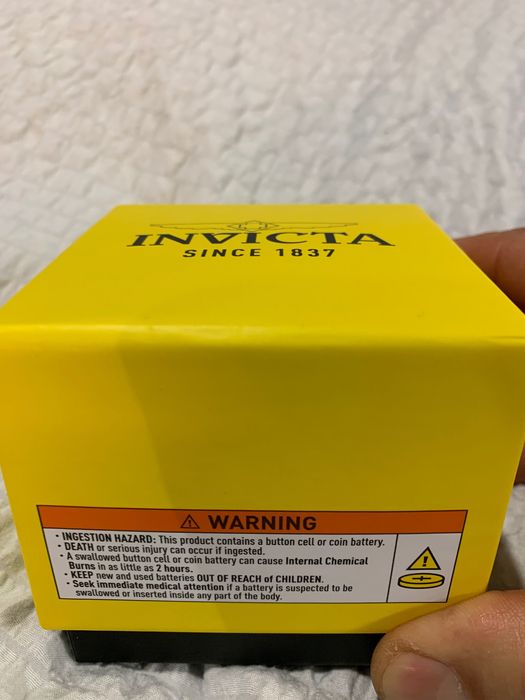 INVICTA
SINCE 1837
⚠ WARNING
• INGESTION HAZARD: This product contains a button cell or coin battery.
• DEATH or serious injury can occur if ingested.
• A swallowed button cell or coin battery can cause Internal Chemical
Burns in as little as 2 hours.
• KEEP new and used batteries OUT OF REACH of CHILDREN.
• Seek immediate medical attention if a battery is suspected to be
swallowed or inserted inside any part of the body.